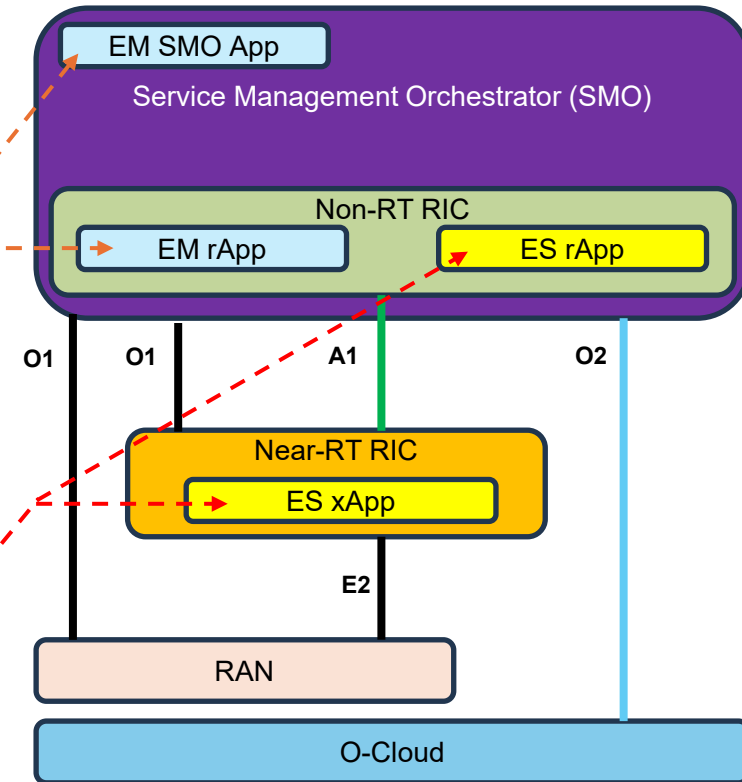 EM SMO App
Service Management Orchestrator (SMO)
Non-RT RIC
EM rApp
ES rApp
O1
O1
A1
O2
Near-RT RIC
ES xApp
E2
RAN
O-Cloud